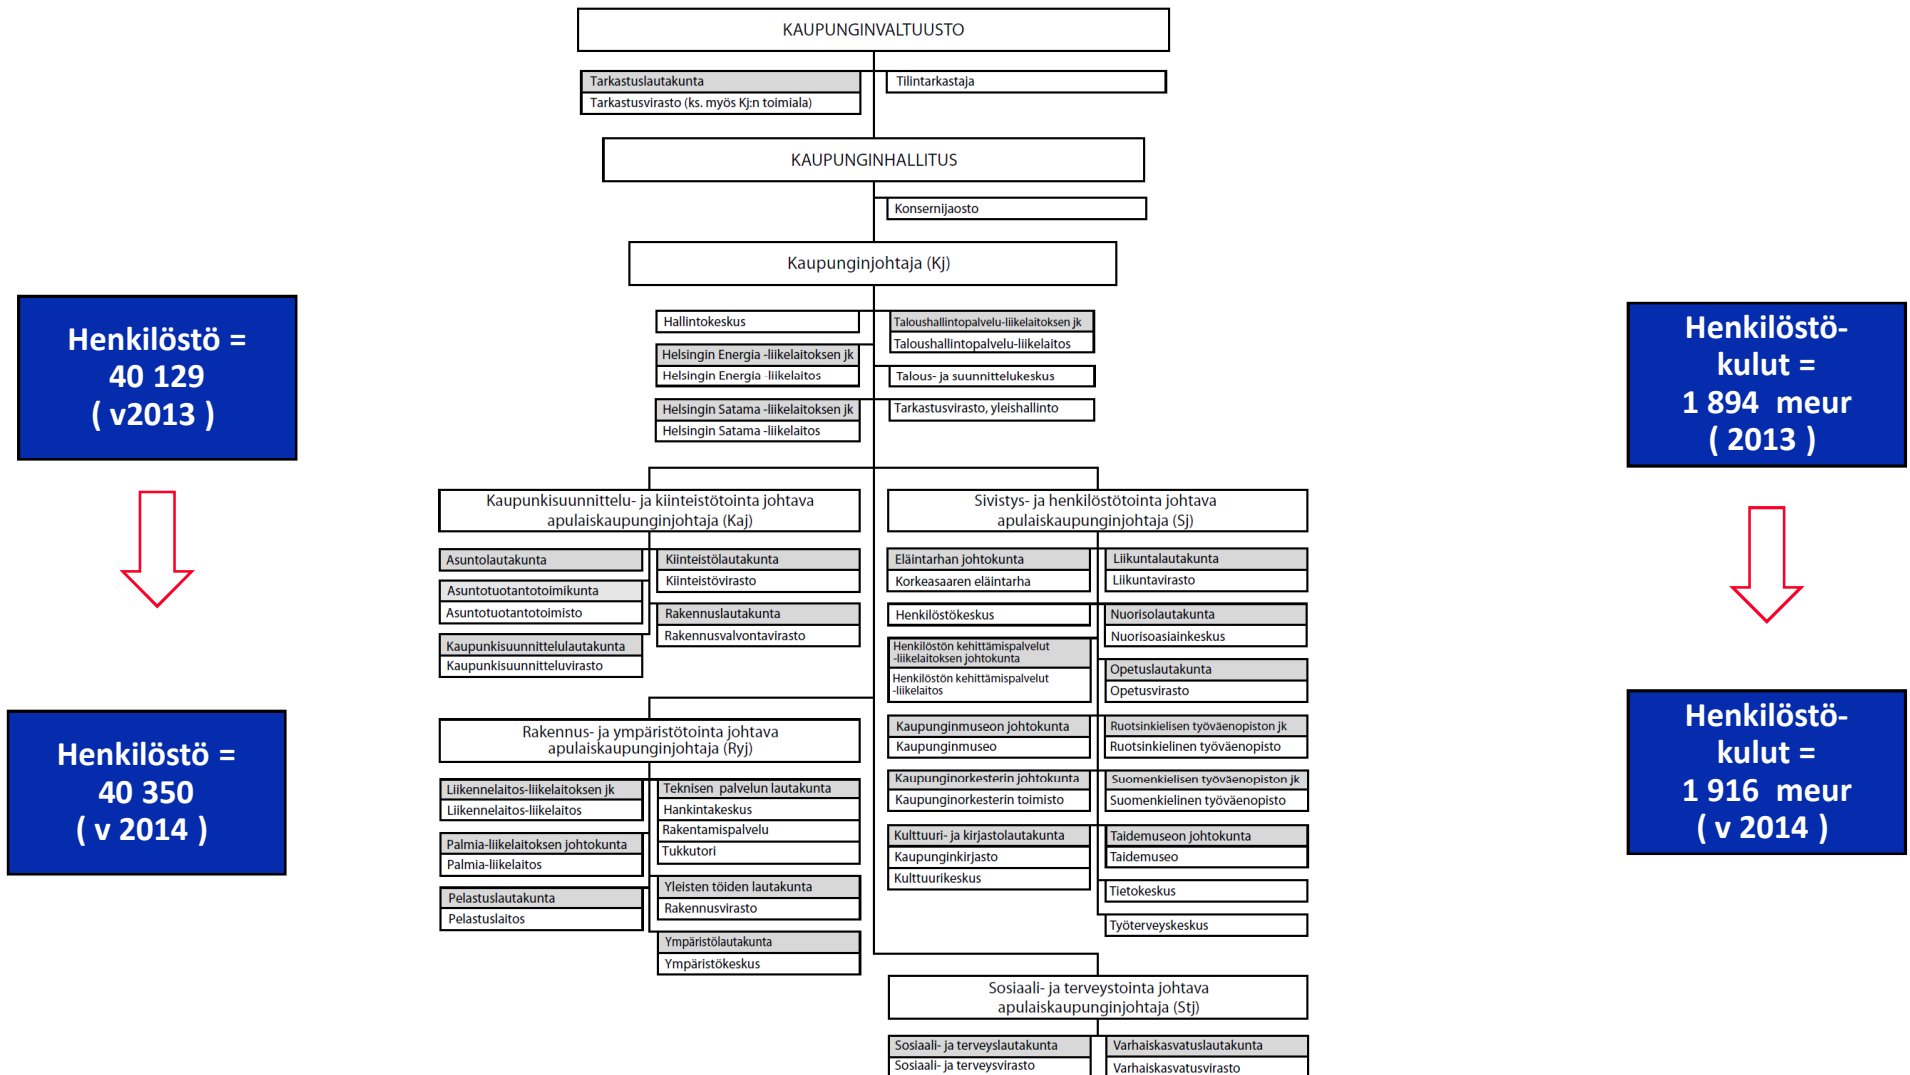 KAUPUNGINVALTUUSTO
Tarkastuslautakunta
Tarkastusvirasto (ks. myös Kj:n toimiala)
Tilintarkastaja
KAUPUNGINHALLITUS
Konsernijaosto
Kaupunginjohtaja (Kj)
Hallintokeskus
Helsingin Energia -liikelaitoksen jk
Helsingin Energia -liikelaitos
Helsingin Satama -liikelaitoksen jk
Helsingin Satama -liikelaitos
Taloushallintopalvelu-liikelaitoksen jk
Taloushallintopalvelu-liikelaitos
Talous- ja suunnittelukeskus
Tarkastusvirasto, yleishallinto
Henkilöstö =
40 129
( v2013 )
Henkilöstö =
40 350
( v 2014 )
Henkilöstö-
kulut =
1 894 meur
( 2013 )
Henkilöstö-
kulut =
1 916 meur
( v 2014 )
Kaupunkisuunnittelu- ja kiinteistötointa johtava
apulaiskaupunginjohtaja (Kaj)
Asuntolautakunta
Asuntotuotantotoimikunta
Asuntotuotantotoimisto
Kaupunkisuunnittelulautakunta
Kaupunkisuunnitteluvirasto
Kiinteistölautakunta
Kiinteistövirasto
Rakennuslautakunta
Rakennusvalvontavirasto
Sivistys- ja henkilöstötointa johtava
apulaiskaupunginjohtaja (Sj)
Eläintarhan johtokunta
Korkeasaaren eläintarha
Henkilöstökeskus
Henkilöstön kehittämispalvelut
-liikelaitoksen johtokunta
Henkilöstön kehittämispalvelut
-liikelaitos
Kaupunginmuseon johtokunta
Kaupunginmuseo
Kaupunginorkesterin johtokunta
Kaupunginorkesterin toimisto
Kulttuuri- ja kirjastolautakunta
Kaupunginkirjasto
Kulttuurikeskus
Liikuntalautakunta
Liikuntavirasto
Nuorisolautakunta
Nuorisoasiainkeskus
Opetuslautakunta
Opetusvirasto
Ruotsinkielisen työväenopiston jk
Ruotsinkielinen työväenopisto
Suomenkielisen työväenopiston jk
Suomenkielinen työväenopisto
Taidemuseon johtokunta
Taidemuseo
Tietokeskus
Työterveyskeskus
Rakennus- ja ympäristötointa johtava
apulaiskaupunginjohtaja (Ryj)
Liikennelaitos-liikelaitoksen jk
Liikennelaitos-liikelaitos
Palmia-liikelaitoksen johtokunta
Palmia-liikelaitos
Pelastuslautakunta
Pelastuslaitos
Teknisen palvelun lautakunta
Hankintakeskus
Rakentamispalvelu
Tukkutori
Yleisten töiden lautakunta
Rakennusvirasto
Ympäristölautakunta
Ympäristökeskus
Sosiaali- ja terveystointa johtava
apulaiskaupunginjohtaja (Stj)
Sosiaali- ja terveyslautakunta
Sosiaali- ja terveysvirasto
Varhaiskasvatuslautakunta
Varhaiskasvatusvirasto